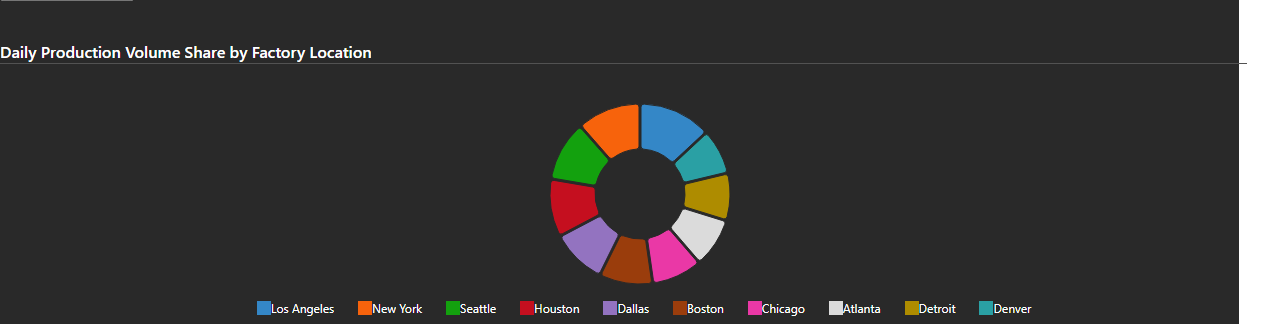 Daily Production Volume Share by Factory Location
Los Angeles New York Seattle Houston Dallas Boston Chicago Atlanta Detroit Denver